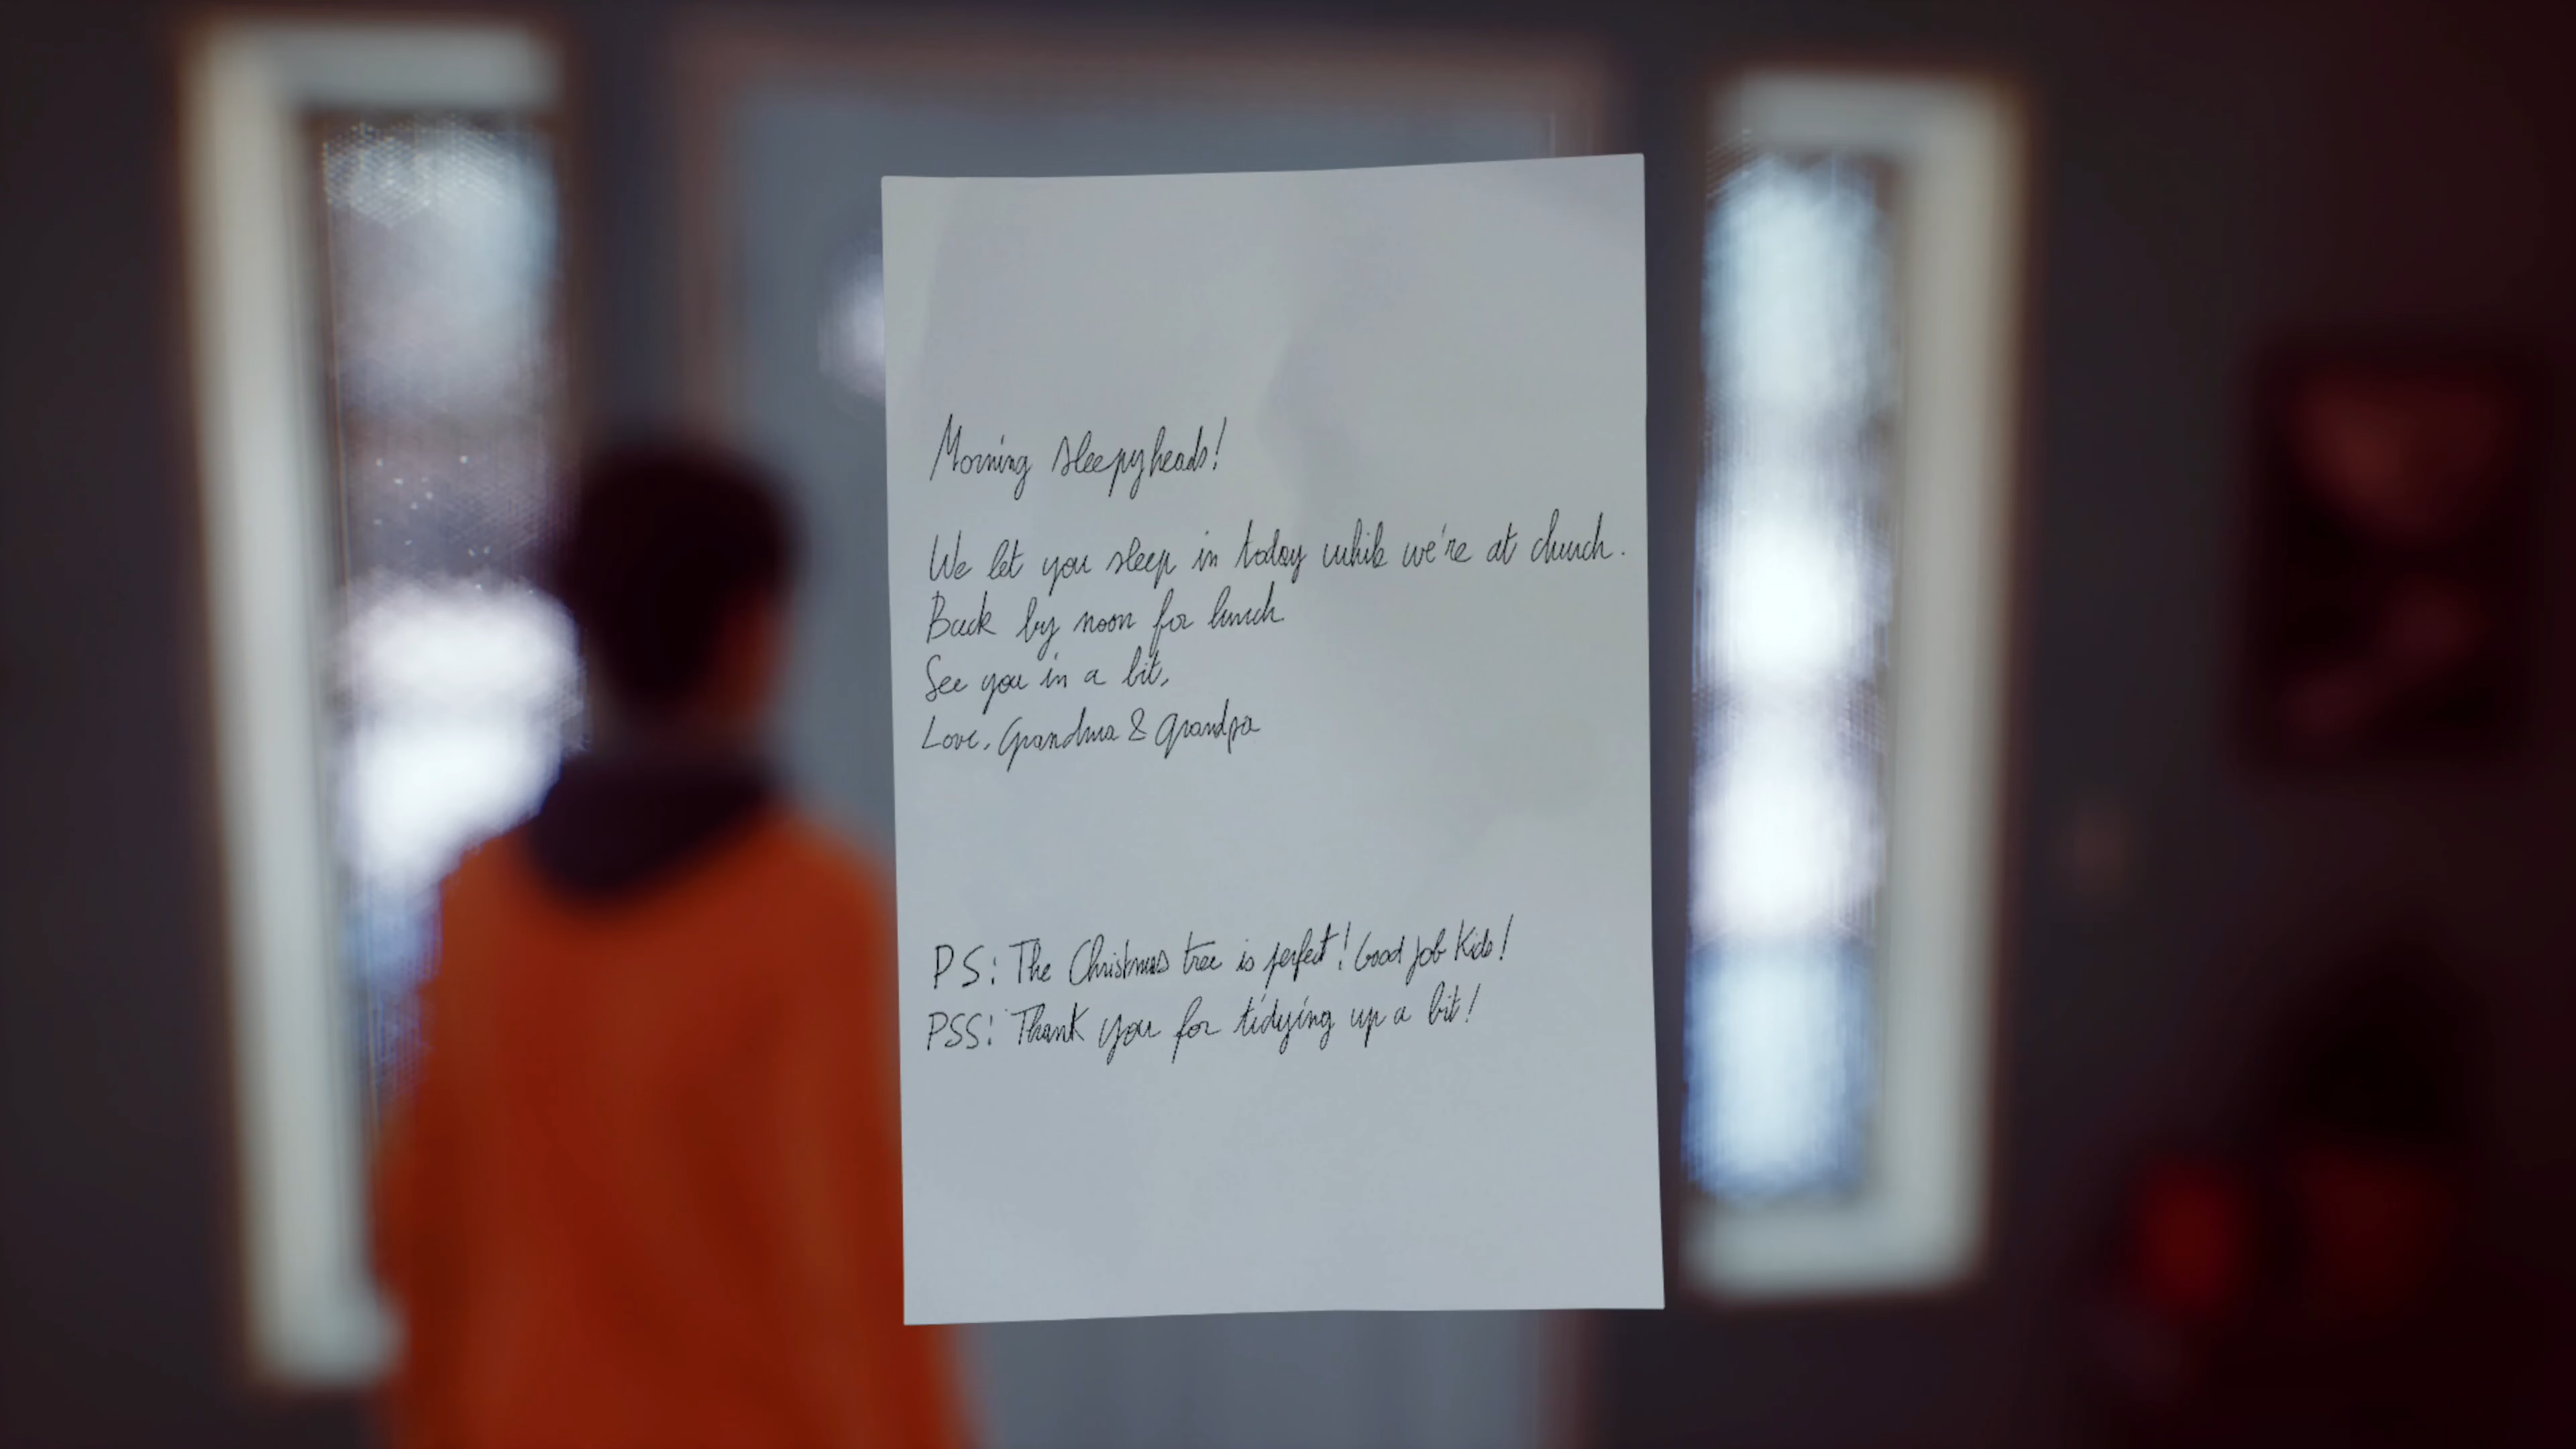 Morning sleepyheads!
We let you sleep in today while we're at church.
Back by noon for lunch.
See you in a bit,
Love, Grandma & Grandpa
PS: The Christmas tree is perfect! Good job Kids!
PSS: Thank you for tidying up a bit!